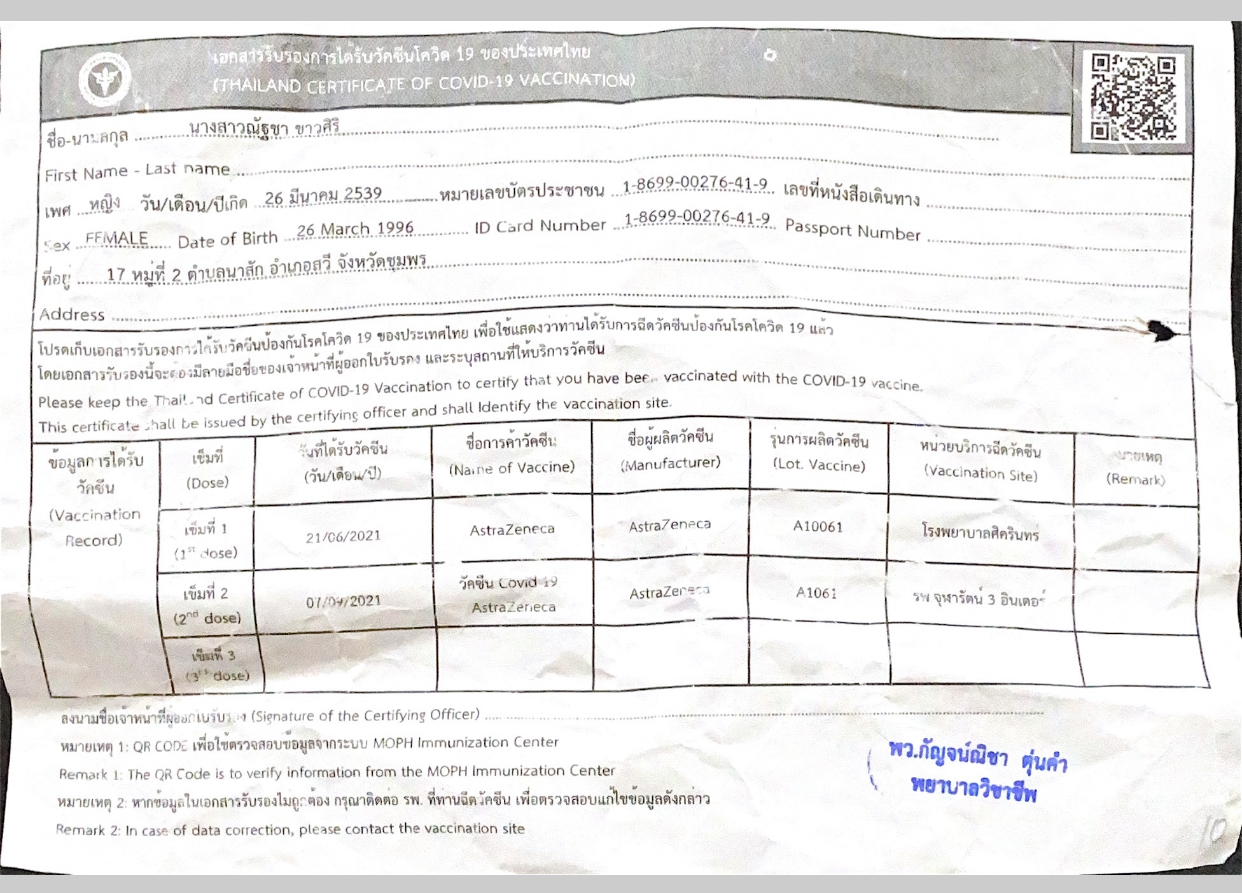 เอกสารรับรองการได้รับวัคซีนโควิด 19 ของประเทศไทย
(THAILAND CERTIFICATE OF COVID-19 VACCINATION)
ชื่อ-นามสกุล นางสาวณัฐชา ขาวศิริ
First Name - Last name
เพศ หญิง วัน/เดือน/ปีเกิด 26 มีนาคม 2539 หมายเลขบัตรประชาชน 1-8699-00276-41-9 เลขที่หนังสือเดินทาง
Sex FEMALE Date of Birth 26 March 1996 ID Card Number 1-8699-00276-41-9 Passport Number
ที่อยู่ 17 หมู่ที่ 2 ตำบลนาสัก อำเภอสวี จังหวัดชุมพร
Address
โปรดเก็บเอกสารรับรองการได้รับวัคซีนป้องกันโรคโควิด 19 ของประเทศไทย เพื่อใช้แสดงว่าท่านได้รับการฉีดวัคซีนป้องกันโรคโควิด 19 แล้ว
โดยเอกสารรับรองนี้จะต้องมีลายมือชื่อของเจ้าหน้าที่ผู้ออกใบรับรอง และระบุสถานที่ให้บริการวัคซีน
Please keep the Thailand Certificate of COVID-19 Vaccination to certify that you have been vaccinated with the COVID-19 vaccine.
This certificate shall be issued by the certifying officer and shall Identify the vaccination site.
ข้อมูลการได้รับวัคซีน (Vaccination Record) เข็มที่ (Dose) วันที่ได้รับวัคซีน (วัน/เดือน/ปี) ชื่อการค้าวัคซีน (Name of Vaccine) ชื่อผู้ผลิตวัคซีน (Manufacturer) รุ่นการผลิตวัคซีน (Lot. Vaccine) หน่วยบริการฉีดวัคซีน (Vaccination Site) หมายเหตุ (Remark)
เข็มที่ 1 (1st dose) 21/06/2021 AstraZeneca AstraZeneca A10061 โรงพยาบาลศิครินทร์
เข็มที่ 2 (2nd dose) 07/09/2021 วัคซีน Covid 19 AstraZeneca AstraZeneca A1061 รพ จุฬารัตน์ 3 อินเตอร์
เข็มที่ 3 (3rd dose)
ลงนามชื่อเจ้าหน้าที่ผู้ออกใบรับรอง (Signature of the Certifying Officer)
หมายเหตุ 1: QR CODE เพื่อใช้ตรวจสอบข้อมูลจากระบบ MOPH Immunization Center
Remark 1: The QR Code is to verify information from the MOPH Immunization Center
หมายเหตุ 2: หากข้อมูลในเอกสารรับรองไม่ถูกต้อง กรุณาติดต่อ รพ. ที่ท่านฉีดวัคซีน เพื่อตรวจสอบแก้ไขข้อมูลดังกล่าว
Remark 2: In case of data correction, please contact the vaccination site
พว.กัญจน์ณิชา ตุ่นคำ
พยาบาลวิชาชีพ
10